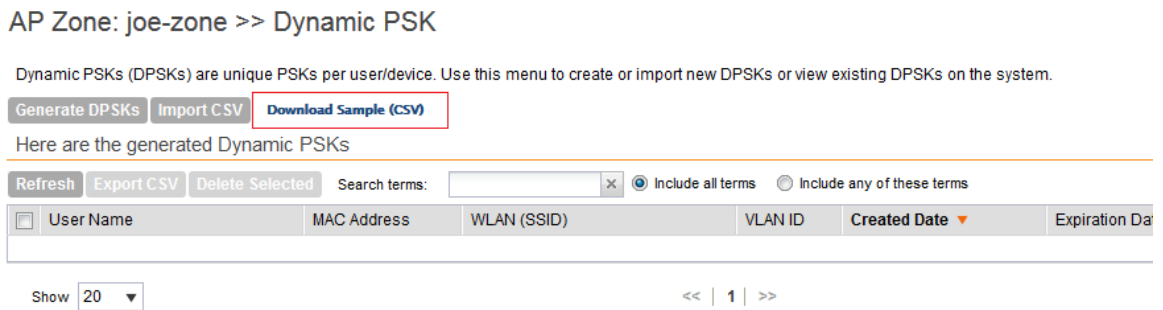 AP Zone: joe-zone >> Dynamic PSK
Dynamic PSKs (DPSKs) are unique PSKs per user/device. Use this menu to create or import new DPSKs or view existing DPSKs on the system.
Generate DPSKs Import CSV Download Sample (CSV)
Here are the generated Dynamic PSKs
Refresh Export CSV Delete Selected Search terms: × Include all terms Include any of these terms
User Name MAC Address WLAN (SSID) VLAN ID Created Date ▼ Expiration Dat
Show 20 ▼ << | 1 | >>